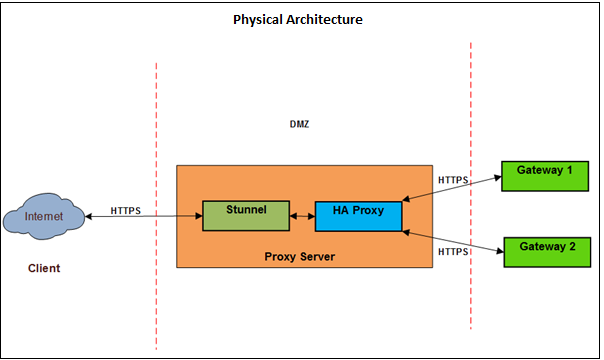 Physical Architecture
DMZ
Internet
Client
HTTPS
Stunnel
HA Proxy
Proxy Server
HTTPS
HTTPS
Gateway 1
Gateway 2